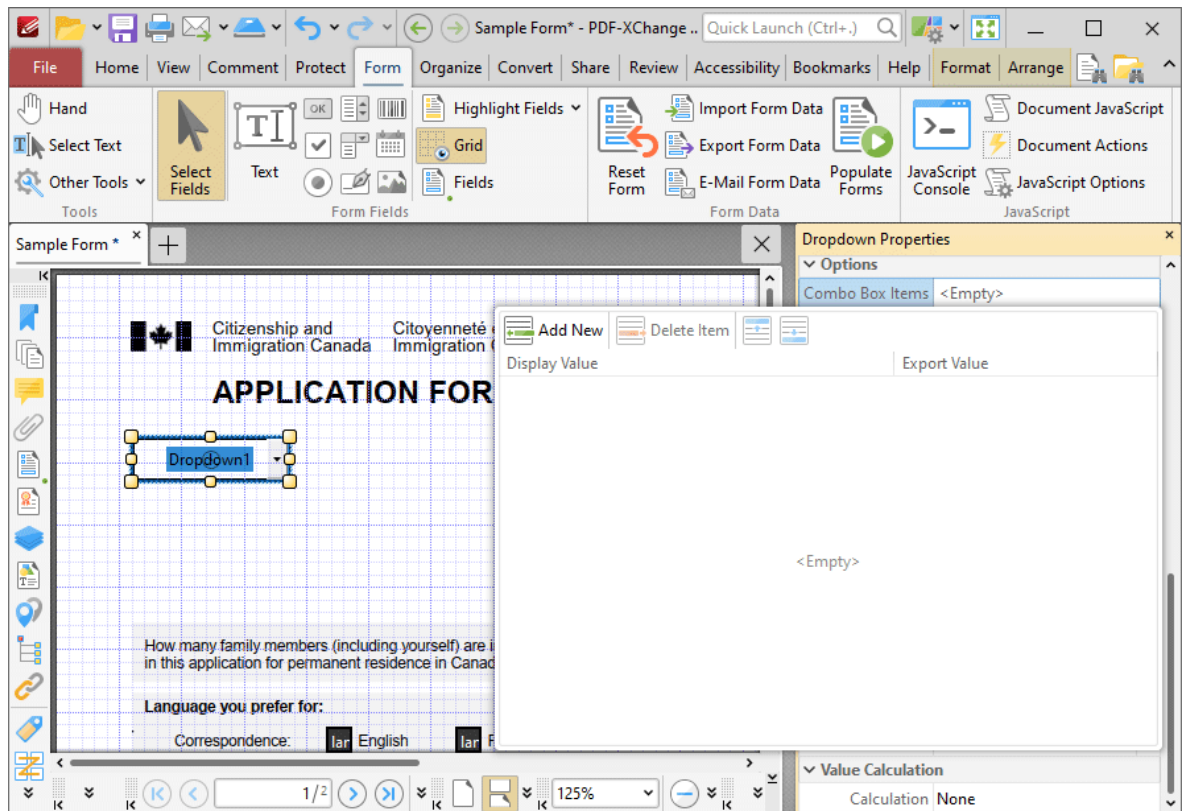 Sample Form* - PDF-XChange ..
Quick Launch (Ctrl+.)
File Home View Comment Protect Form Organize Convert Share Review Accessibility Bookmarks Help Format Arrange
Hand
Select Text
Other Tools
Tools
Select Fields
Text
OK
Highlight Fields
Grid
Fields
Form Fields
Reset Form
Import Form Data
Export Form Data
E-Mail Form Data
Populate Forms
Form Data
JavaScript Console
Document JavaScript
Document Actions
JavaScript Options
JavaScript
Sample Form *
Dropdown Properties
Options
Combo Box Items <Empty>
Citizenship and
Immigration Canada
Citoyenneté
Immigration
APPLICATION FOR
Dropdown1
Add New
Delete Item
Display Value
Export Value
<Empty>
How many family members (including yourself) are
in this application for permanent residence in Canad
Language you prefer for:
Correspondence:
lar English
lar
1/2
125%
Value Calculation
Calculation None